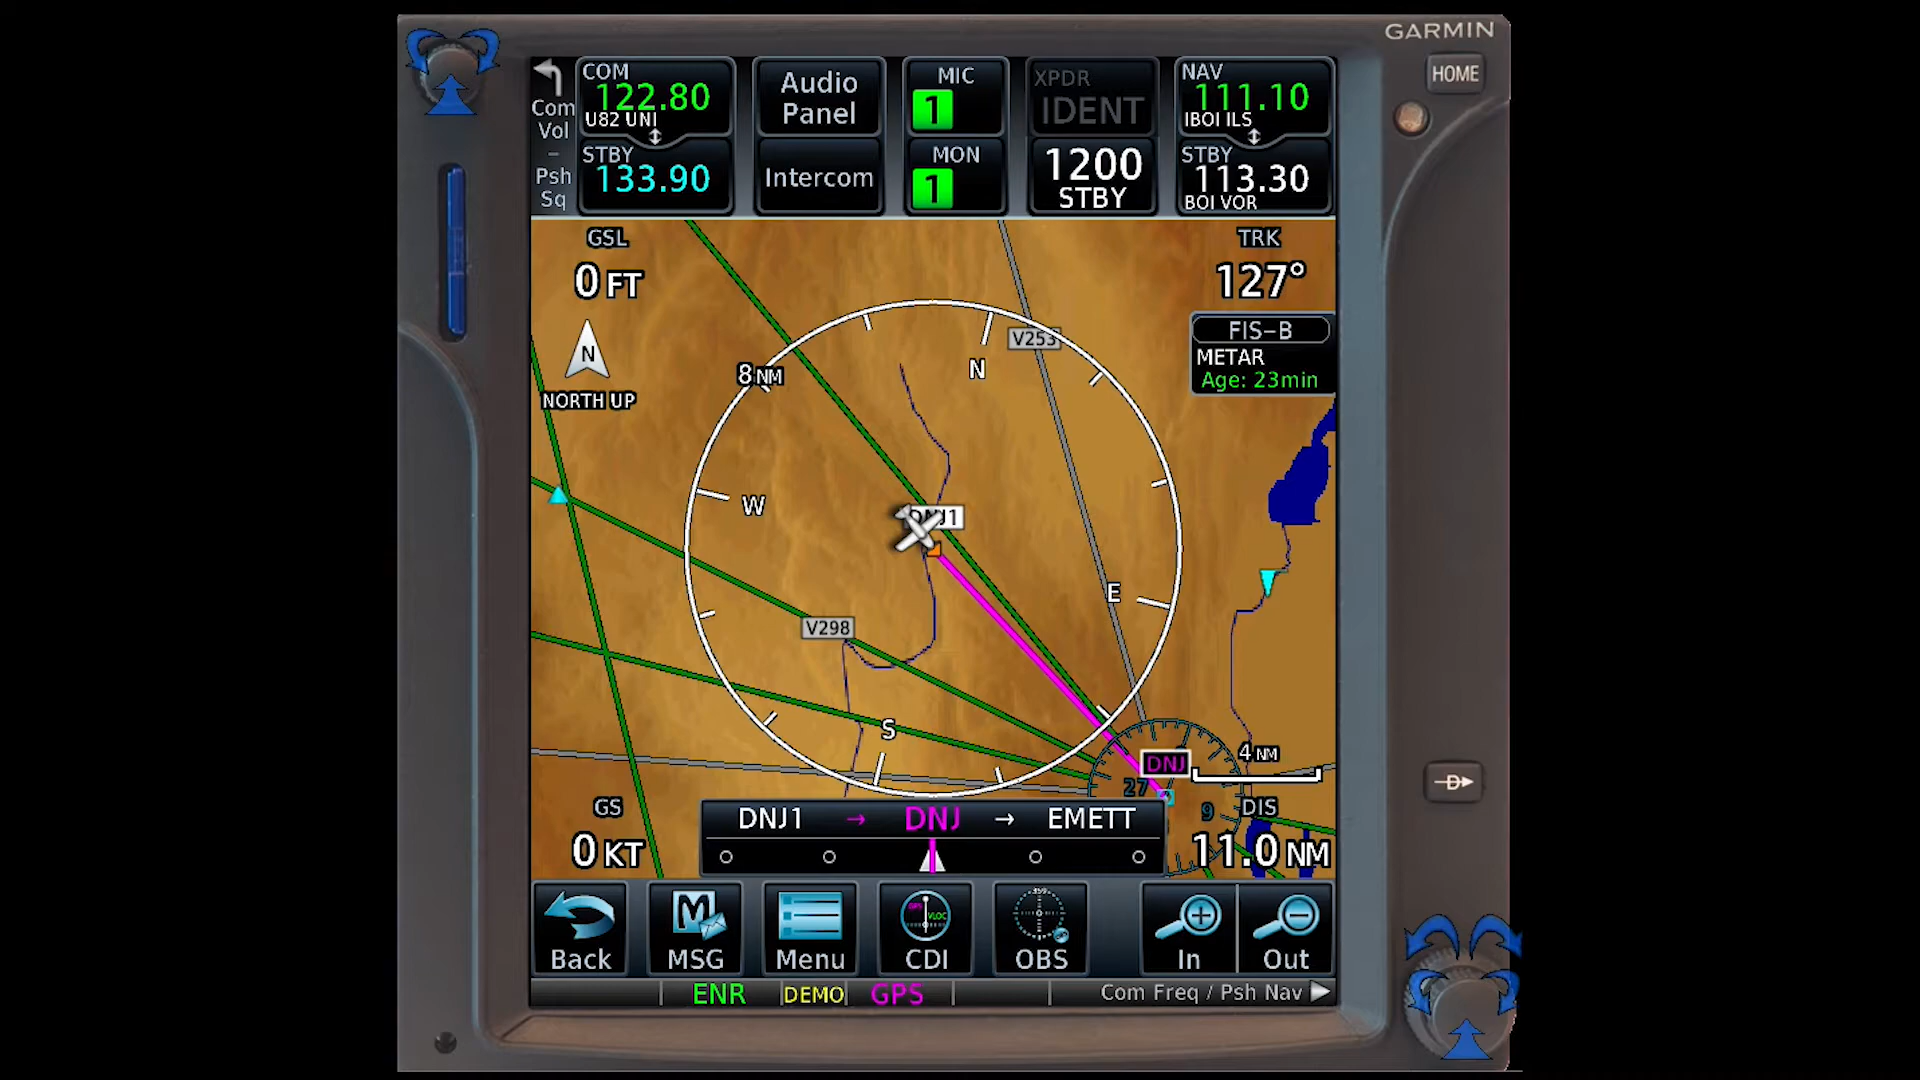 GARMIN
HOME
Com
Vol
-
Psh
Sq
COM
122.80
U82 UNI
STBY
133.90
Audio
Panel
Intercom
MIC
1
MON
1
XPDR
IDENT
1200
STBY
NAV
111.10
IBOI ILS
STBY
113.30
BOI VOR
GSL
0 FT
N
NORTH UP
TRK
127°
FIS-B
METAR
Age: 23min
8 NM
V253
N
W
DNJ1
E
V298
S
DNJ
4 NM
27
9
GS
0 KT
DNJ1 → DNJ → EMETT
DIS
11.0 NM
Back
MSG
Menu
GPS
VLOC
CDI
359
OBS
In
Out
ENR
DEMO
GPS
Com Freq / Psh Nav
D